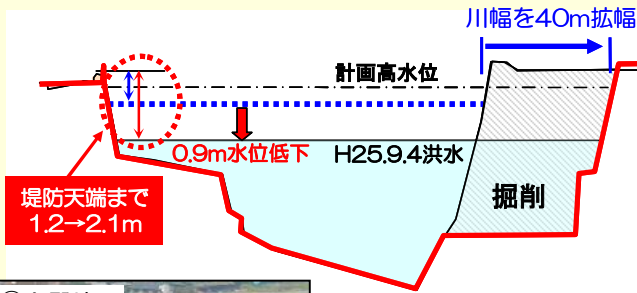 川幅を40m拡幅
計画高水位
0.9m水位低下
H25.9.4洪水
堤防天端まで
1.2→2.1m
掘削